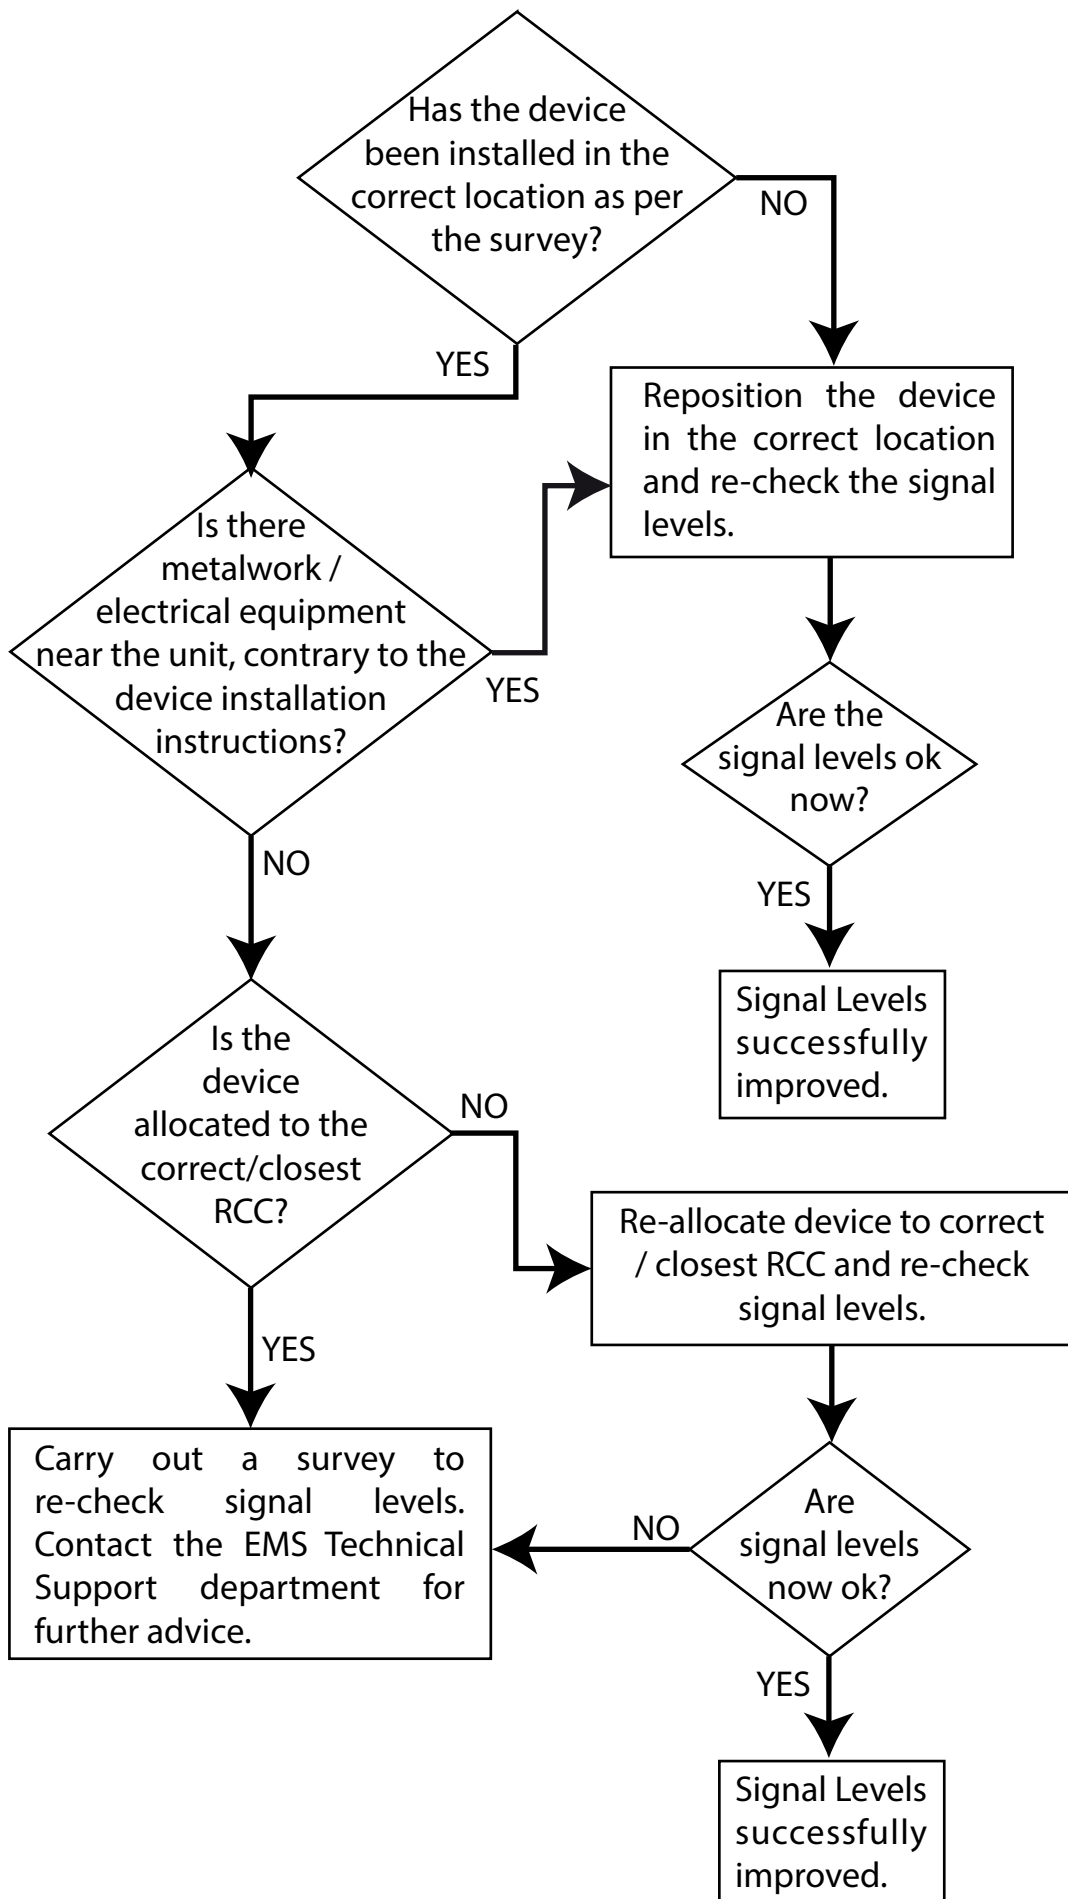 Has the device
been installed in the
correct location as per
the survey?
NO
YES
Reposition the device
in the correct location
and re-check the signal
levels.
Is there
metalwork /
electrical equipment
near the unit, contrary to the
device installation
instructions?
YES
NO
Are the
signal levels ok
now?
YES
Signal Levels
successfully
improved.
Is the
device
allocated to the
correct/closest
RCC?
NO
YES
Re-allocate device to correct
/ closest RCC and re-check
signal levels.
Carry out a survey to
re-check signal levels.
Contact the EMS Technical
Support department for
further advice.
Are
signal levels
now ok?
NO
YES
Signal Levels
successfully
improved.